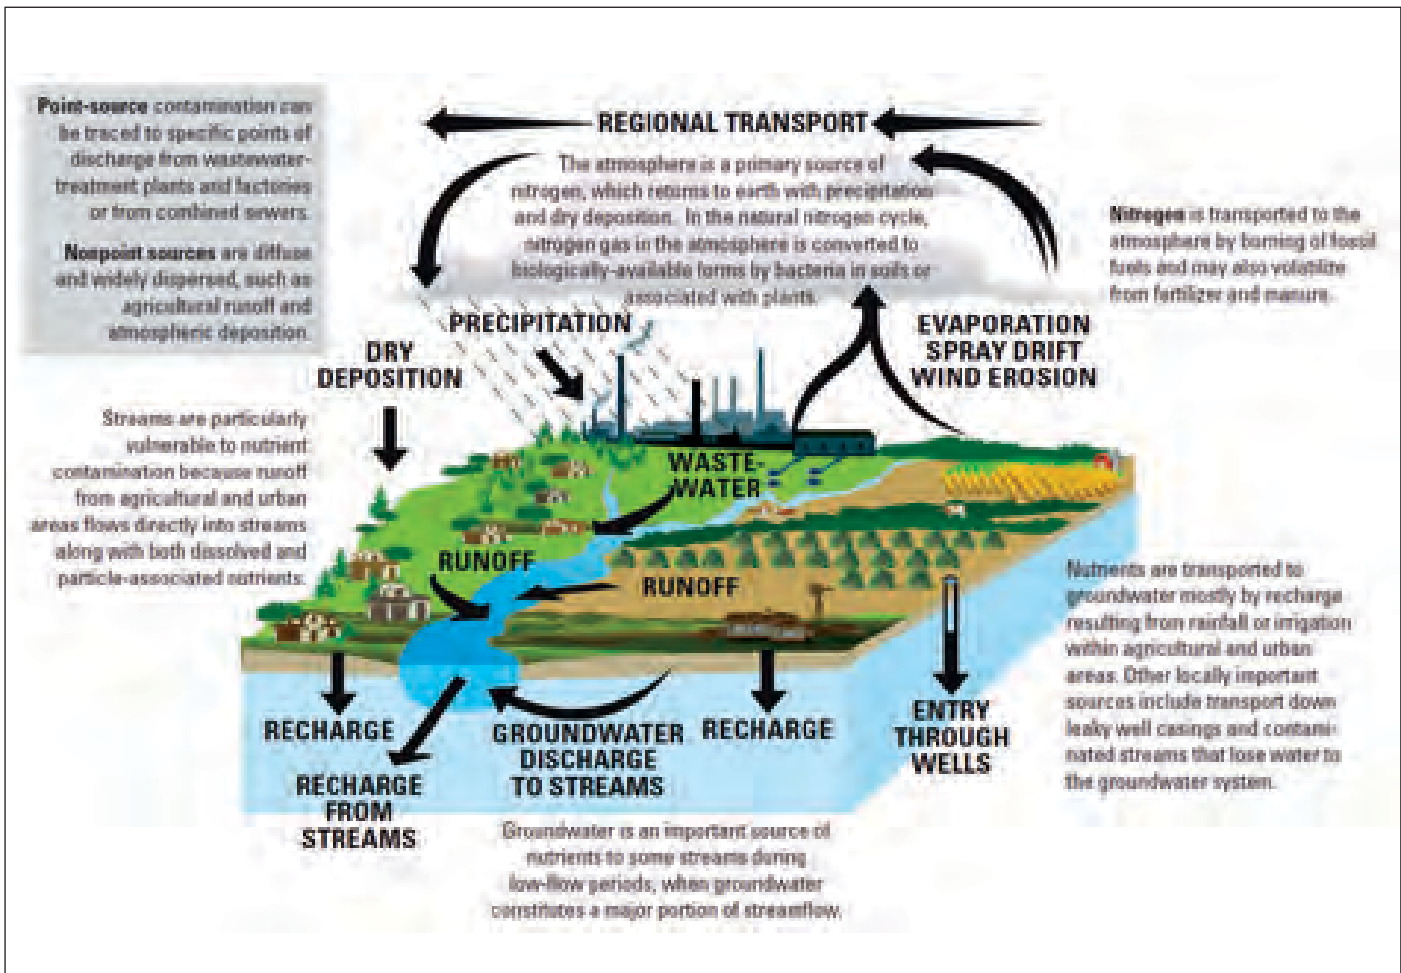 Point-source contamination can
be traced to specific points of
discharge from wastewater-
treatment plants and factories
or from combined sewers.
Nonpoint sources are diffuse
and widely dispersed, such as
agricultural runoff and
atmospheric deposition.
REGIONAL TRANSPORT
The atmosphere is a primary source of
nitrogen, which returns to earth with precipitation
and dry deposition. In the natural nitrogen cycle,
nitrogen gas in the atmosphere is converted to
biologically-available forms by bacteria in soils or
associated with plants.
Nitrogen is transported to the
atmosphere by burning of fossil
fuels and may also volatilite
from fertilizer and manure.
PRECIPITATION
DRY
DEPOSITION
EVAPORATION
SPRAY DRIFT
WIND EROSION
Streams are particularly
vulnerable to nutrient
contamination because runoff
from agricultural and urban
areas flows directly into streams
along with both dissolved and
particle-associated nutrients.
WASTE-
WATER
RUNOFF
RUNOFF
Nutrients are transported to
groundwater mostly by recharge
resulting from rainfall or irrigation
within agricultural and urban
areas. Other locally important
sources include transport down
leaky well casings and contami-
nated streams that lose water to
the groundwater system.
RECHARGE
RECHARGE
FROM
STREAMS
GROUNDWATER
DISCHARGE
TO STREAMS
RECHARGE
ENTRY
THROUGH
WELLS
Groundwater is an important source of
nutrients to some streams during
low-flow periods, when groundwater
constitutes a major portion of streamflow.